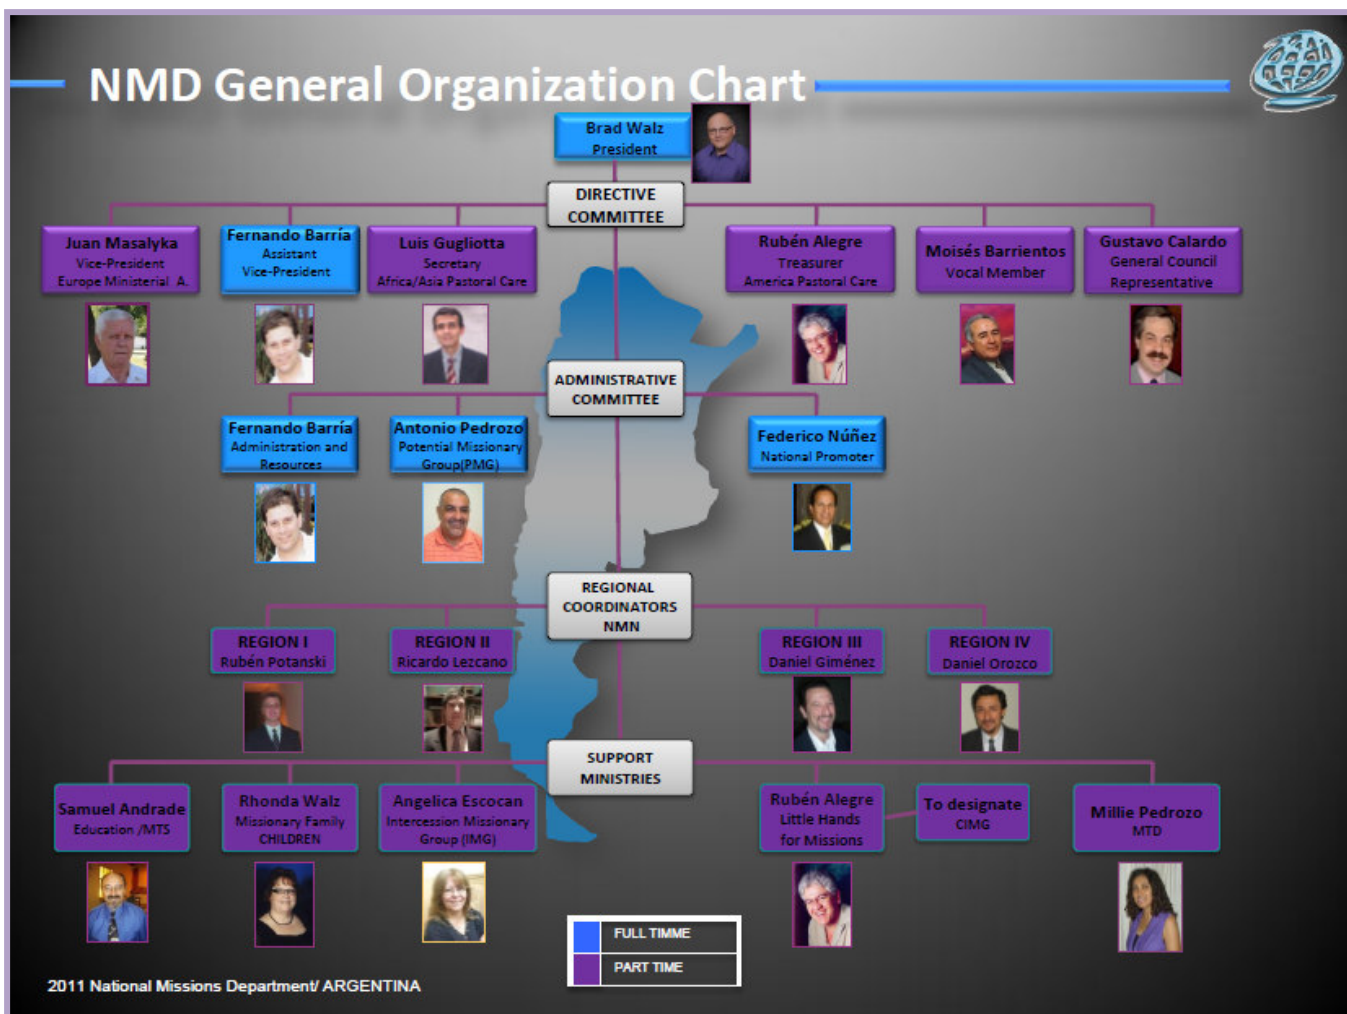 NMD General Organization Chart
Brad Walz
President
DIRECTIVE
COMMITTEE
Juan Masalyka
Vice-President
Europe Ministerial A.
Fernando Barría
Assistant
Vice-President
Luis Gugliotta
Secretary
Africa/Asia Pastoral Care
Rubén Alegre
Treasurer
America Pastoral Care
Moisés Barrientos
Vocal Member
Gustavo Calardo
General Council
Representative
ADMINISTRATIVE
COMMITTEE
Fernando Barría
Administration and
Resources
Antonio Pedrozo
Potential Missionary
Group(PMG)
Federico Núñez
National Promoter
REGIONAL
COORDINATORS
NMN
REGION I
Rubén Potanski
REGION II
Ricardo Lezcano
REGION III
Daniel Giménez
REGION IV
Daniel Orozco
SUPPORT
MINISTRIES
Samuel Andrade
Education /MTS
Rhonda Walz
Missionary Family
CHILDREN
Angelica Escocan
Intercession Missionary
Group (IMG)
Rubén Alegre
Little Hands
for Missions
To designate
CIMG
Millie Pedrozo
MTD
FULL TIMME
PART TIME
2011 National Missions Department/ ARGENTINA